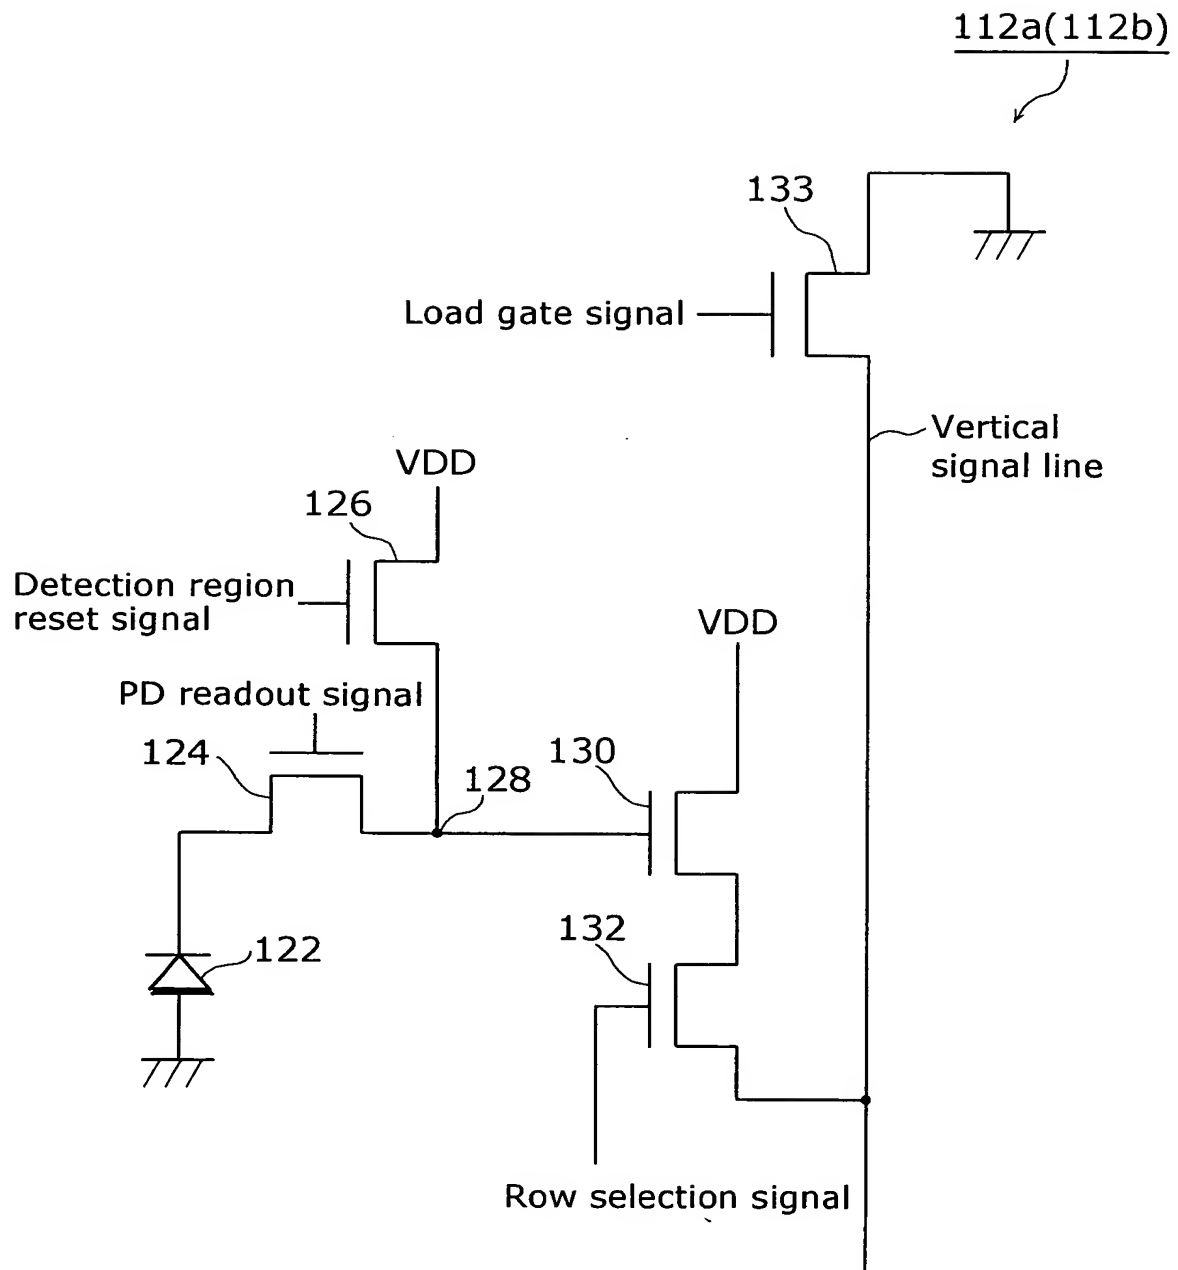 112a(112b)
133
Load gate signal
Vertical
signal line
VDD
126
Detection region
reset signal
VDD
PD readout signal
124
128
130
132
122
Row selection signal